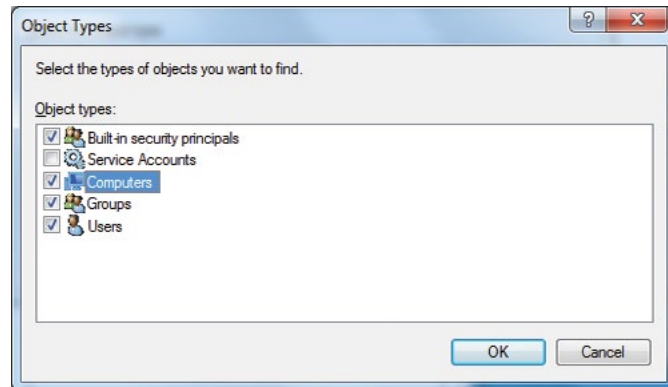 Object Types
Select the types of objects you want to find.
Object types:
Built-in security principals
Service Accounts
Computers
Groups
Users
OK
Cancel